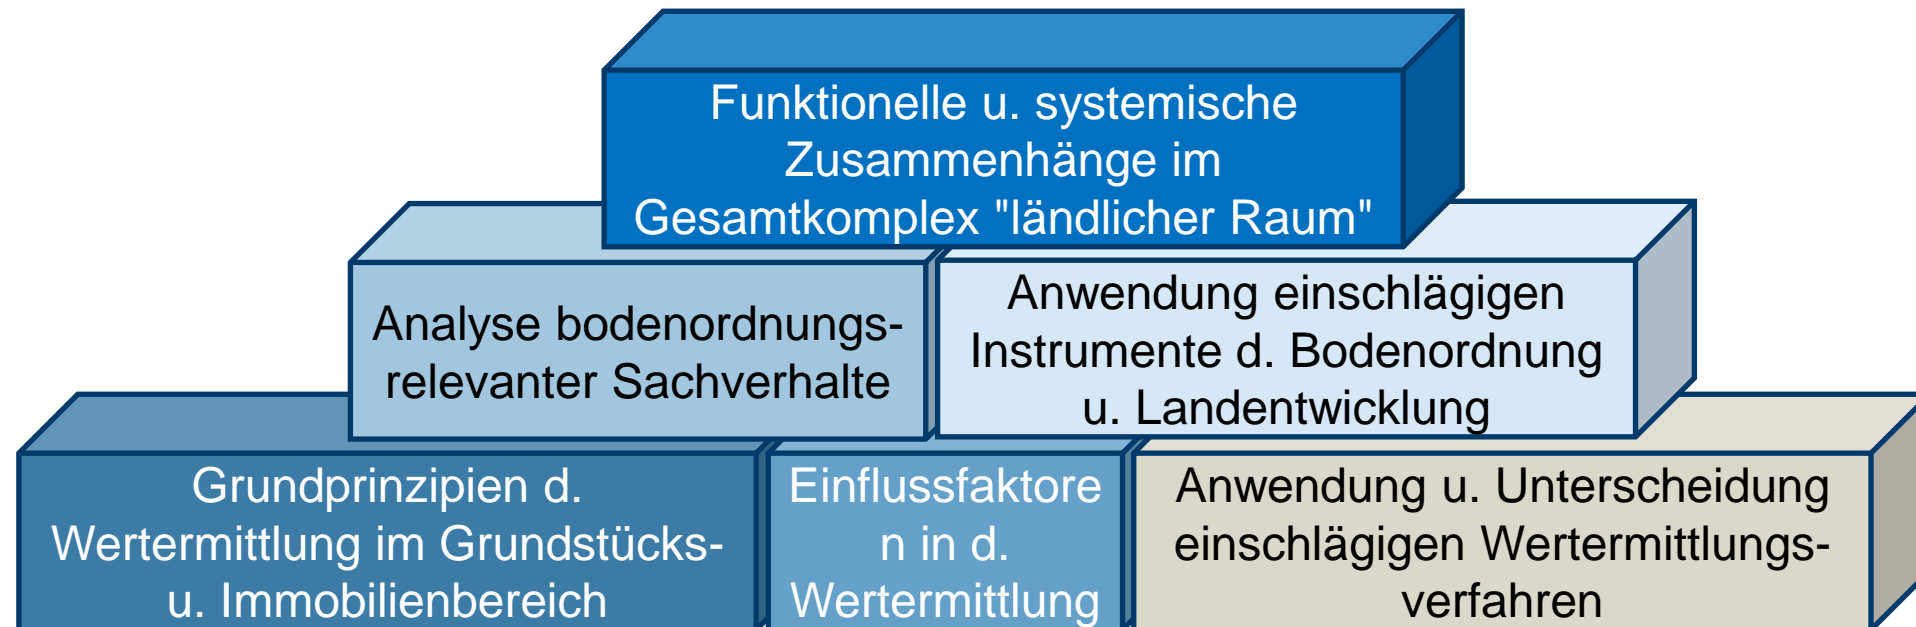 Funktionelle u. systemische
Zusammenhänge im
Gesamtkomplex "ländlicher Raum"
Analyse bodenordnungs-
relevanter Sachverhalte
Anwendung einschlägigen
Instrumente d. Bodenordnung
u. Landentwicklung
Grundprinzipien d.
Wertermittlung im Grundstücks-
u. Immobilienbereich
Einflussfaktore
n in d.
Wertermittlung
Anwendung u. Unterscheidung
einschlägigen Wertermittlungs-
verfahren